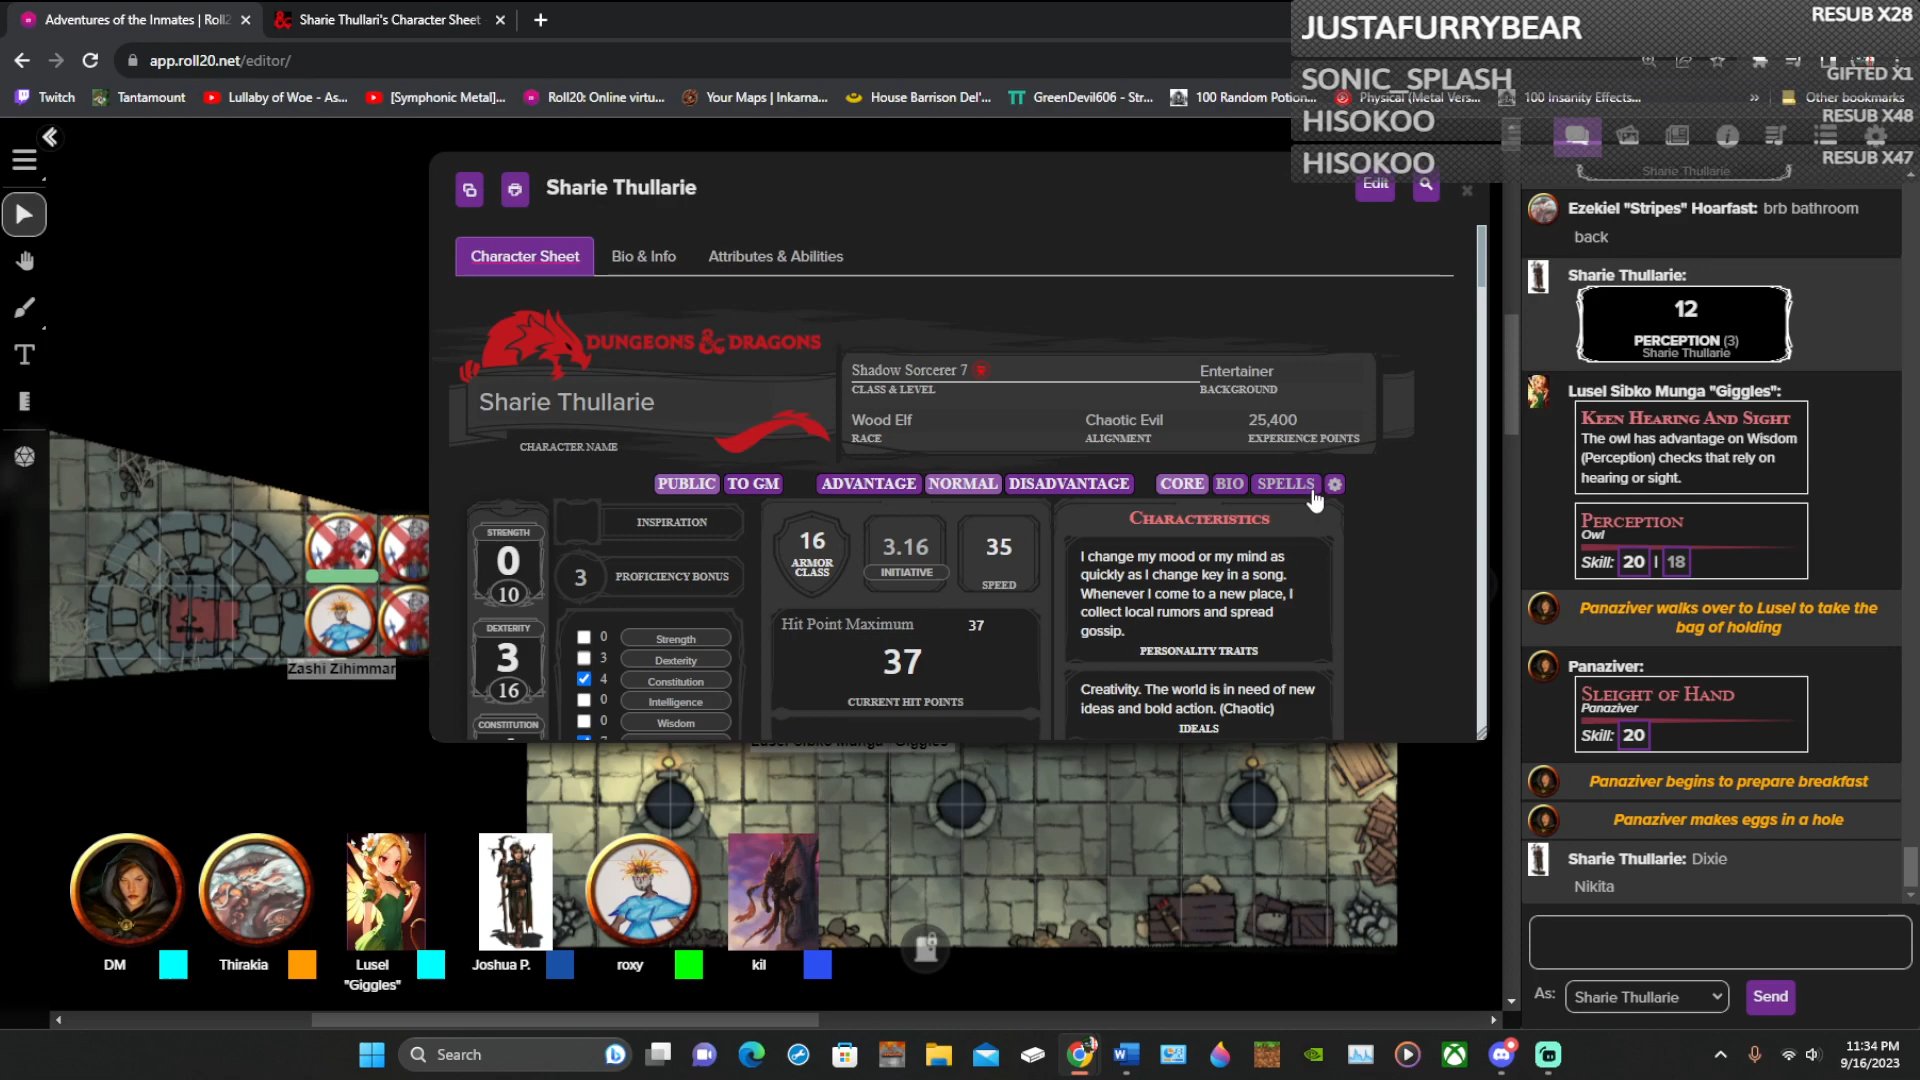 Adventures of the Inmates | Roll2
Sharie Thullari's Character Sheet
app.roll20.net/editor/
Twitch
Tantamount
Lullaby of Woe - As...
[Symphonic Metal]...
Roll20: Online virtu...
Your Maps | Inkarna...
House Barrison Del'...
GreenDevil606 - Str...
100 Random Potion...
Physical (Metal Vers...
100 Insanity Effects...
Other bookmarks
JUSTAFURRYBEAR
RESUB X28
SONIC_SPLASH
GIFTED X1
HISOKOO
RESUB X48
HISOKOO
RESUB X47
Sharie Thullarie
Edit
Character Sheet
Bio & Info
Attributes & Abilities
DUNGEONS & DRAGONS
Sharie Thullarie
CHARACTER NAME
Shadow Sorcerer 7
CLASS & LEVEL
Entertainer
BACKGROUND
Wood Elf
RACE
Chaotic Evil
ALIGNMENT
25,400
EXPERIENCE POINTS
PUBLIC
TO GM
ADVANTAGE
NORMAL
DISADVANTAGE
CORE
BIO
SPELLS
STRENGTH
0
10
DEXTERITY
3
16
CONSTITUTION
INSPIRATION
3
PROFICIENCY BONUS
0 Strength
3 Dexterity
4 Constitution
0 Intelligence
0 Wisdom
16
ARMOR
CLASS
3.16
INITIATIVE
35
SPEED
Hit Point Maximum 37
37
CURRENT HIT POINTS
CHARACTERISTICS
I change my mood or my mind as
quickly as I change key in a song.
Whenever I come to a new place, I
collect local rumors and spread
gossip.
PERSONALITY TRAITS
Creativity. The world is in need of new
ideas and bold action. (Chaotic)
IDEALS
Zashi Zihimmar
Lusel Sibko Munga "Giggles"
DM
Thirakia
Lusel
"Giggles"
Joshua P.
roxy
kil
Sharie Thullarie
Ezekiel "Stripes" Hoarfast: brb bathroom
back
Sharie Thullarie:
12
PERCEPTION (3)
Sharie Thullarie
Lusel Sibko Munga "Giggles":
KEEN HEARING AND SIGHT
The owl has advantage on Wisdom
(Perception) checks that rely on
hearing or sight.
PERCEPTION
Owl
Skill: 20 | 18
Panaziver walks over to Lusel to take the
bag of holding
Panaziver:
SLEIGHT OF HAND
Panaziver
Skill: 20
Panaziver begins to prepare breakfast
Panaziver makes eggs in a hole
Sharie Thullarie: Dixie
Nikita
As:
Sharie Thullarie
Send
Search
11:34 PM
9/16/2023